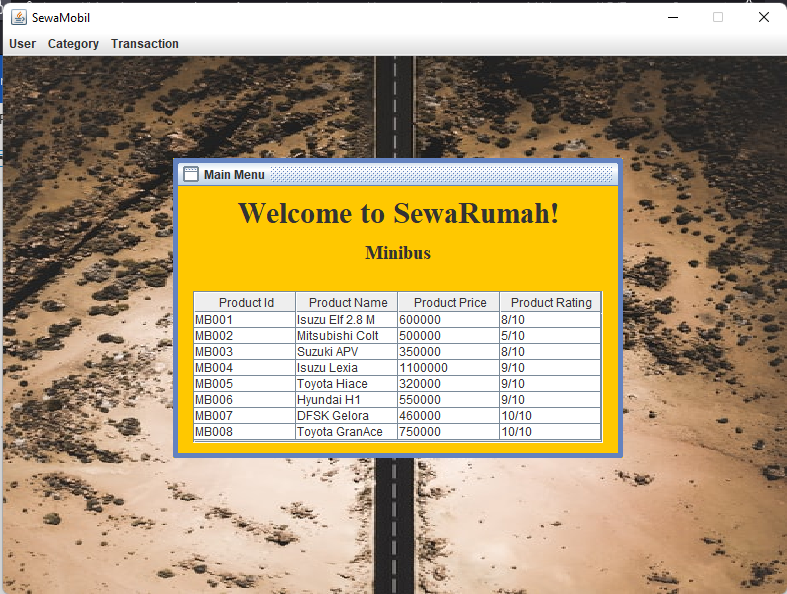 SewaMobil
User Category Transaction
Main Menu
Welcome to SewaRumah!
Minibus
Product Id Product Name Product Price Product Rating
MB001 Isuzu Elf 2.8 M 600000 8/10
MB002 Mitsubishi Colt 500000 5/10
MB003 Suzuki APV 350000 8/10
MB004 Isuzu Lexia 1100000 9/10
MB005 Toyota Hiace 320000 9/10
MB006 Hyundai H1 550000 9/10
MB007 DFSK Gelora 460000 10/10
MB008 Toyota GranAce 750000 10/10